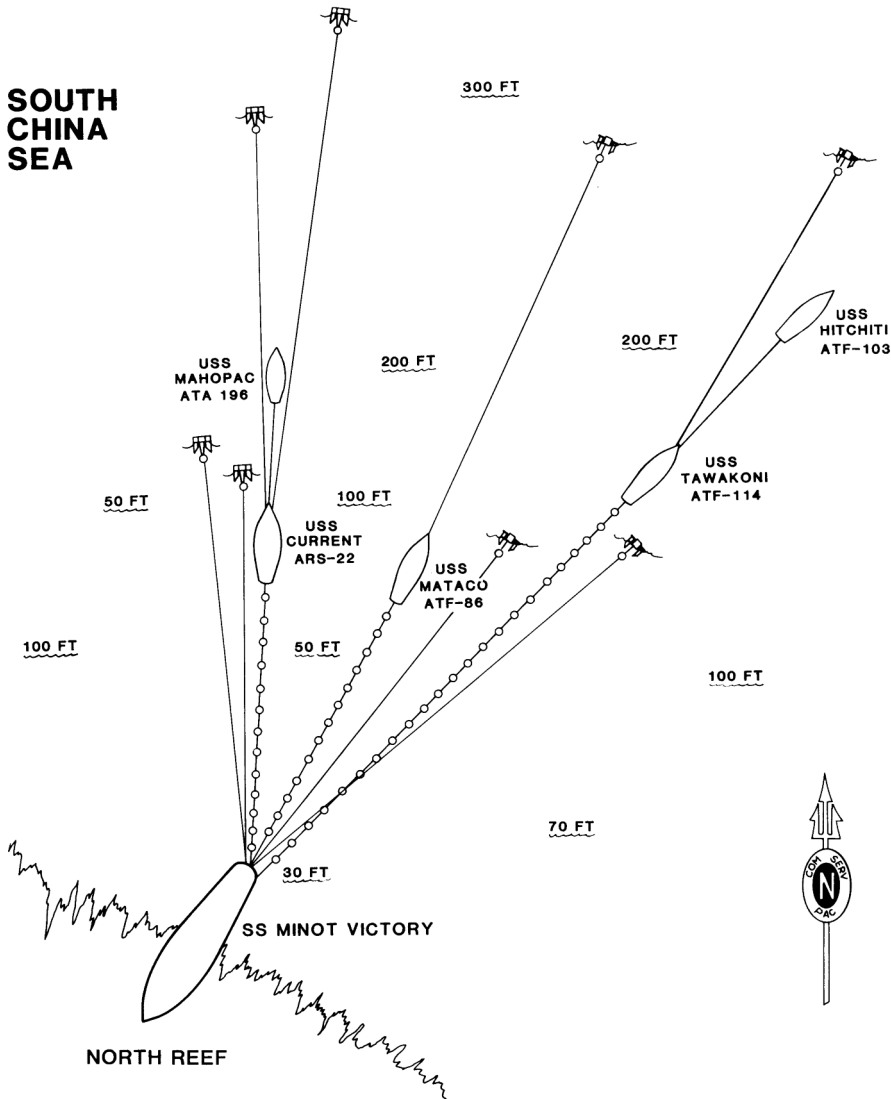 SOUTH
CHINA
SEA
300 FT
USS
HITCHITI
ATF-103
200 FT
200 FT
USS
MAHOPAC
ATA 196
USS
TAWAKONI
ATF-114
50 FT
100 FT
USS
CURRENT
ARS-22
USS
MATACO
ATF-86
100 FT
50 FT
100 FT
70 FT
30 FT
COM SERV
N
PAC
SS MINOT VICTORY
NORTH REEF